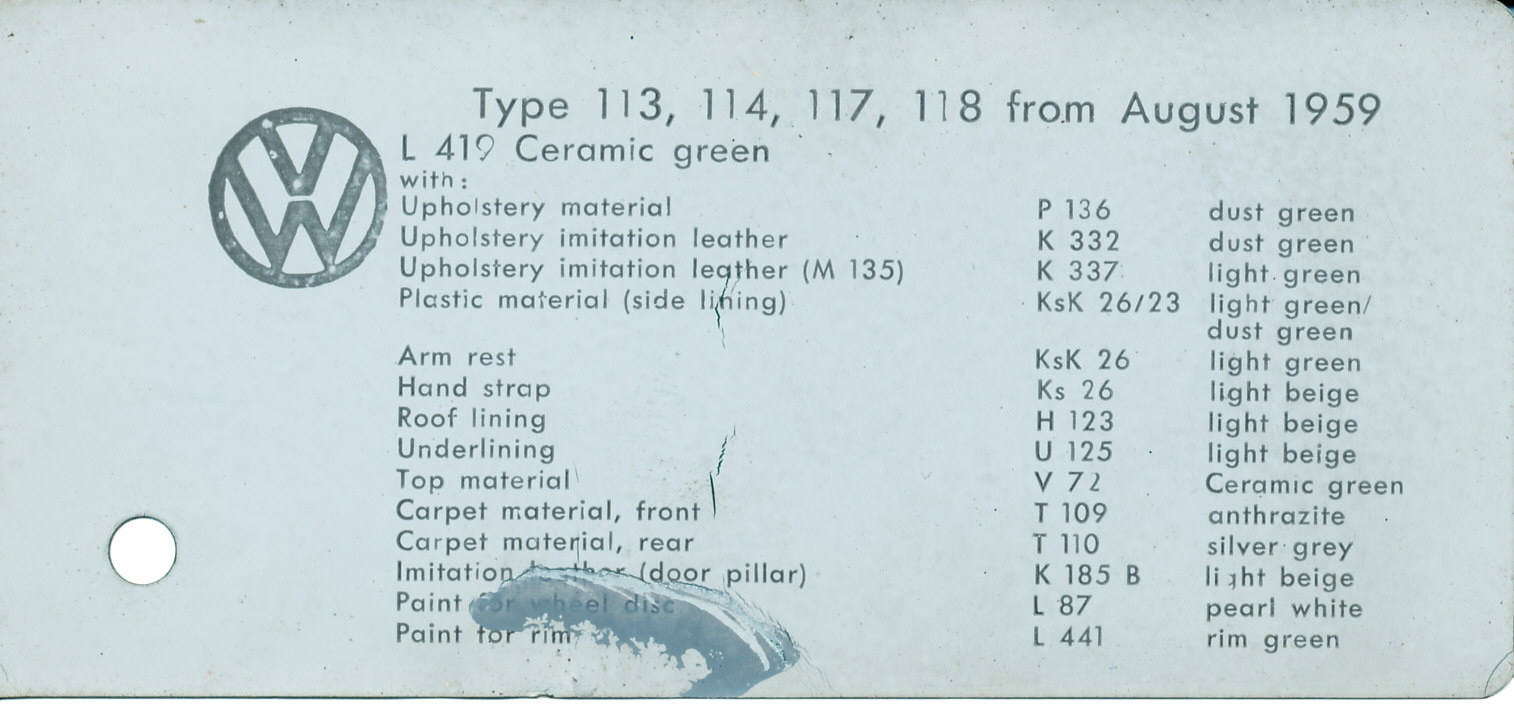 Type 113, 114, 117, 118 from August 1959
L 419 Ceramic green
with:
Upholstery material P 136 dust green
Upholstery imitation leather K 332 dust green
Upholstery imitation leather (M 135) K 337 light green
Plastic material (side lining) KsK 26/23 light green/
dust green
Arm rest KsK 26 light green
Hand strap Ks 26 light beige
Roof lining H 123 light beige
Underlining U 125 light beige
Top material V 72 Ceramic green
Carpet material, front T 109 anthrazite
Carpet material, rear T 110 silver grey
Imitation leather (door pillar) K 185 B light beige
Paint for wheel disc L 87 pearl white
Paint for rim L 441 rim green